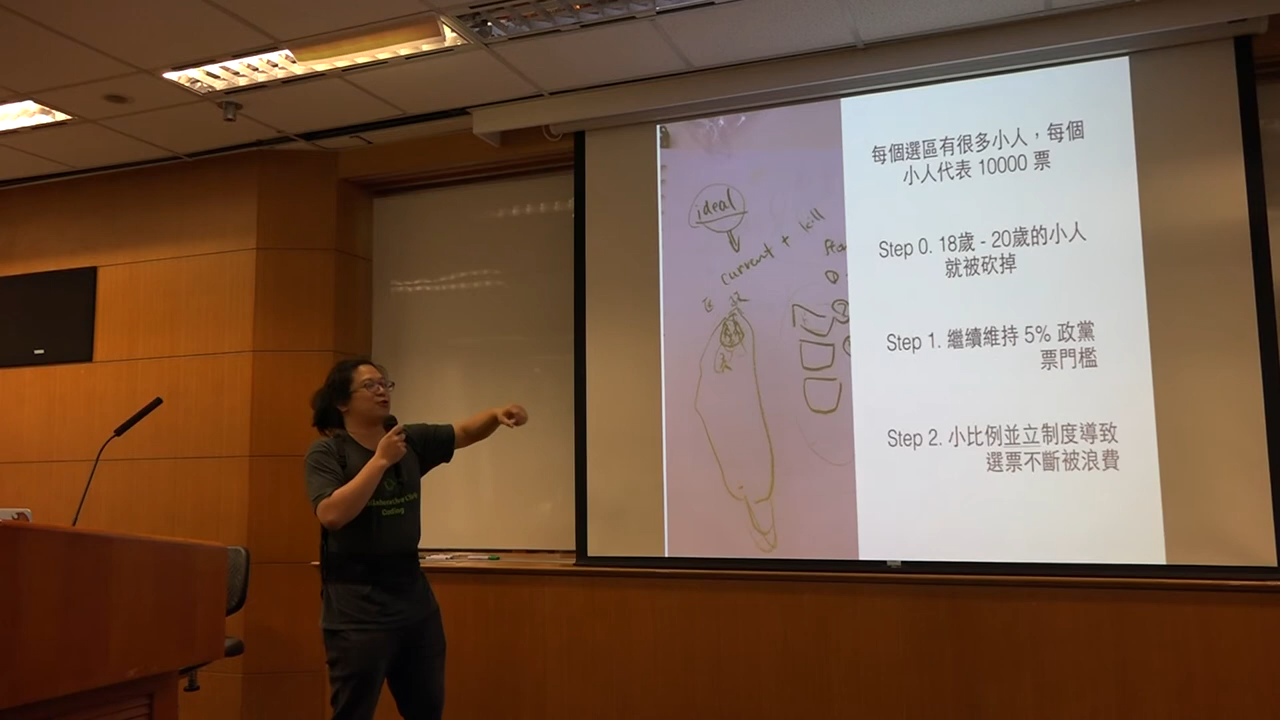 每個選區有很多小人，每個
小人代表 10000 票
Step 0. 18歲 - 20歲的小人
就被砍掉
Step 1. 繼續維持 5% 政黨
票門檻
Step 2. 小比例並立制度導致
選票不斷被浪費
ideal
current + kill
Coding